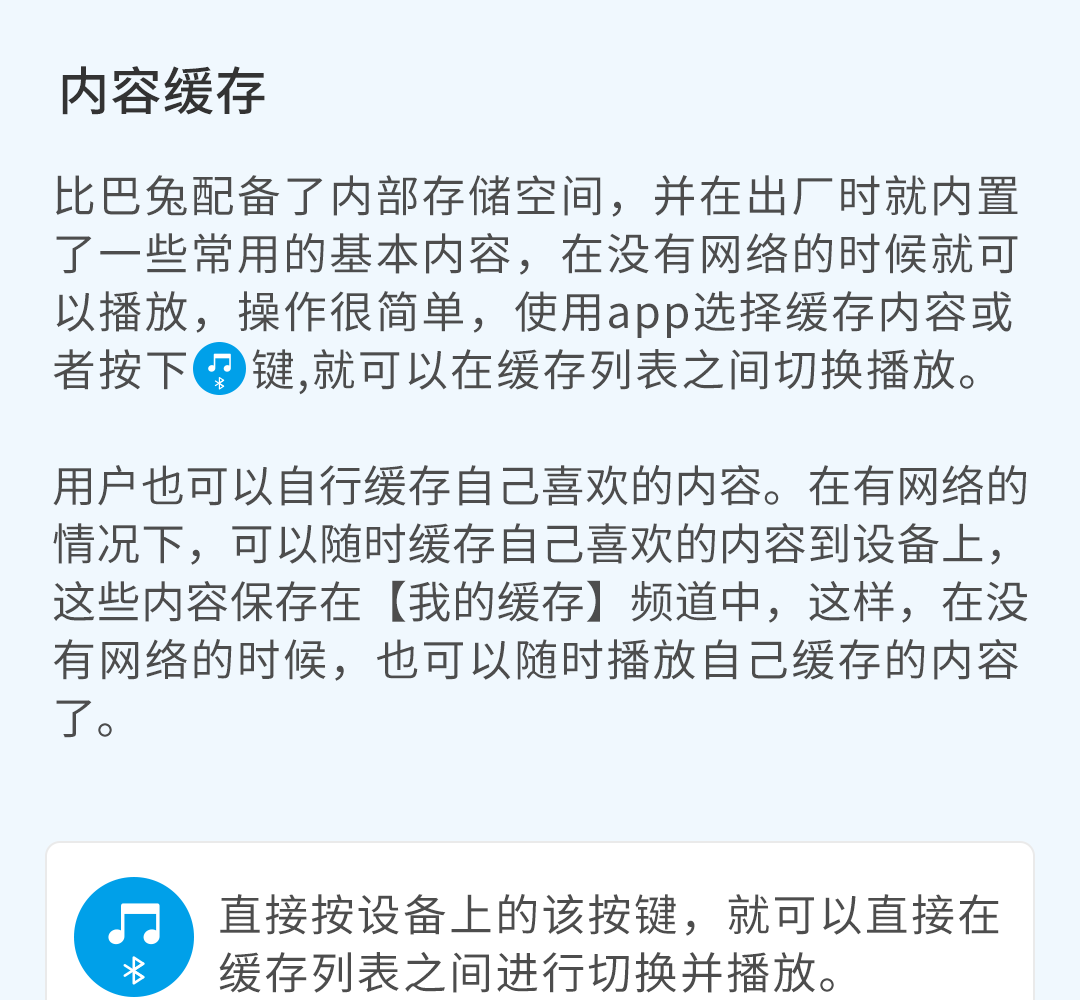 内容缓存
比巴兔配备了内部存储空间，并在出厂时就内置
了一些常用的基本内容，在没有网络的时候就可
以播放，操作很简单，使用app选择缓存内容或
者按下键,就可以在缓存列表之间切换播放。
用户也可以自行缓存自己喜欢的内容。在有网络的
情况下，可以随时缓存自己喜欢的内容到设备上，
这些内容保存在【我的缓存】频道中，这样，在没
有网络的时候，也可以随时播放自己缓存的内容
了。
直接按设备上的该按键，就可以直接在
缓存列表之间进行切换并播放。